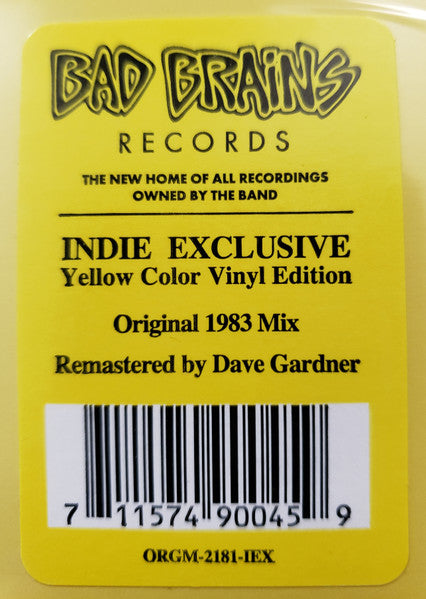 BAD BRAINS
RECORDS
THE NEW HOME OF ALL RECORDINGS
OWNED BY THE BAND
INDIE EXCLUSIVE
Yellow Color Vinyl Edition
Original 1983 Mix
Remastered by Dave Gardner
7 11574 90045 9
ORGM-2181-IEX